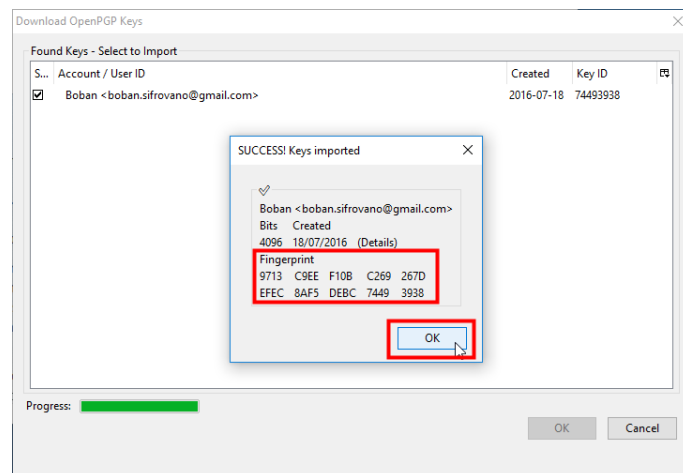 Download OpenPGP Keys
Found Keys - Select to Import
S... Account / User ID Created Key ID
Boban <boban.sifrovano@gmail.com> 2016-07-18 74493938
SUCCESS! Keys imported
Boban <boban.sifrovano@gmail.com>
Bits Created
4096 18/07/2016 (Details)
Fingerprint
9713 C9EE F10B C269 267D
EFEC 8AF5 DEBC 7449 3938
OK
Progress:
OK Cancel